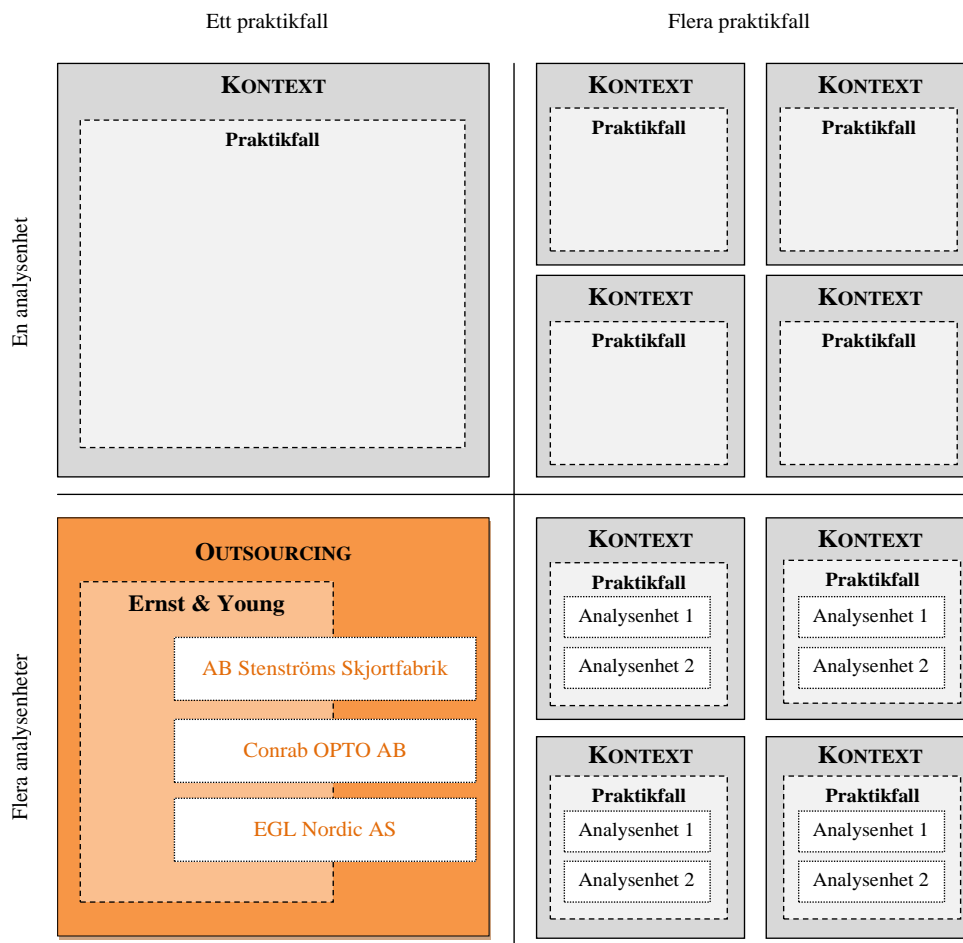 Ett praktikfall
Flera praktikfall
En analysenhet
KONTEXT
Praktikfall
KONTEXT
Praktikfall
KONTEXT
Praktikfall
KONTEXT
Praktikfall
KONTEXT
Praktikfall
Flera analysenheter
OUTSOURCING
Ernst & Young
AB Stenströms Skjortfabrik
Conrab OPTO AB
EGL Nordic AS
KONTEXT
Praktikfall
Analysenhet 1
Analysenhet 2
KONTEXT
Praktikfall
Analysenhet 1
Analysenhet 2
KONTEXT
Praktikfall
Analysenhet 1
Analysenhet 2
KONTEXT
Praktikfall
Analysenhet 1
Analysenhet 2